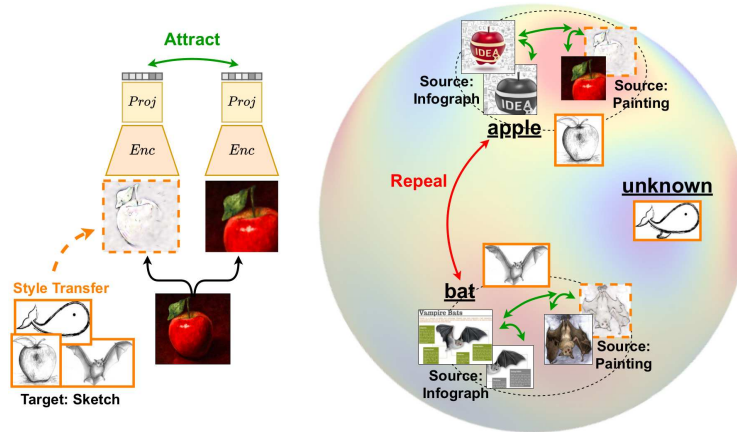 Attract
Proj
Proj
Enc
Enc
Style Transfer
Target: Sketch
IDEA
IDEA
Source:
Infograph
Source:
Painting
apple
Repeal
unknown
bat
Vampire Bats
Source:
Infograph
Source:
Painting